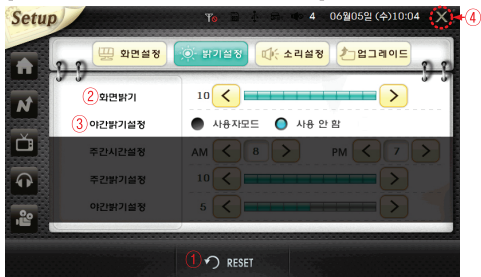 Setup 4 06월05일 (수)10:04 ④
화면설정 밝기설정 소리설정 업그레이드
② 화면밝기 10
③ 야간밝기설정 사용자모드 사용 안 함
주간시간설정 AM 8 PM 7
주간밝기설정 10
야간밝기설정 5
① RESET